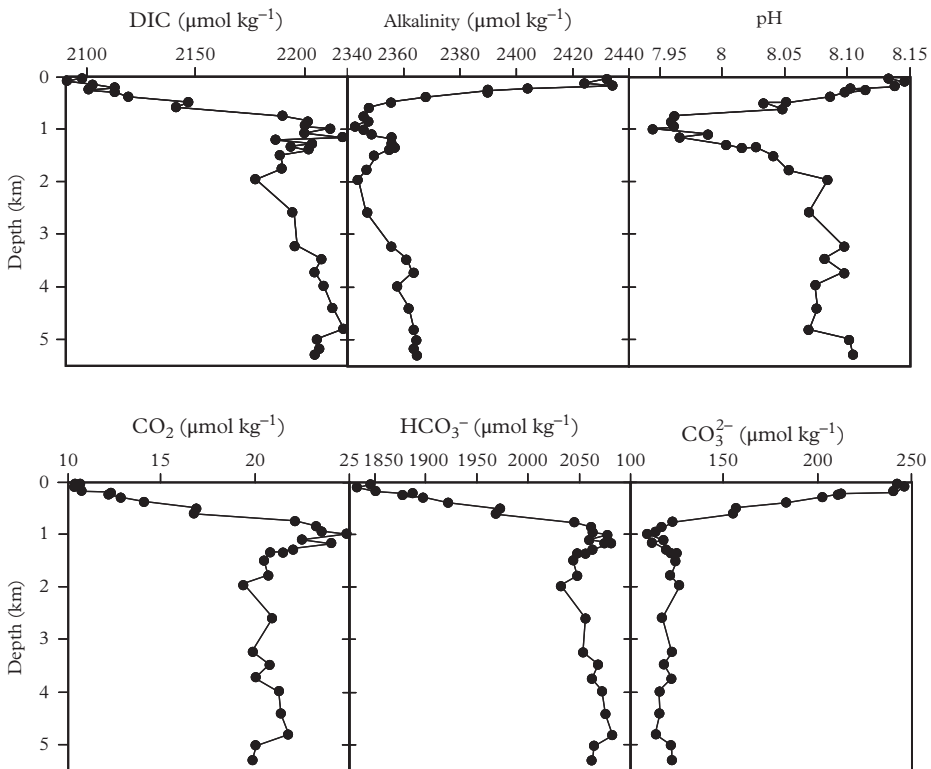 DIC (μmol kg⁻¹) Alkalinity (μmol kg⁻¹) pH
2100 2150 2200 2340 2360 2380 2400 2420 2440 7.95 8 8.05 8.10 8.15
0
1
2
3
4
5
Depth (km)
CO₂ (μmol kg⁻¹) HCO₃⁻ (μmol kg⁻¹) CO₃²⁻ (μmol kg⁻¹)
10 15 20 25 1850 1900 1950 2000 2050 100 150 200 250
0
1
2
3
4
5
Depth (km)